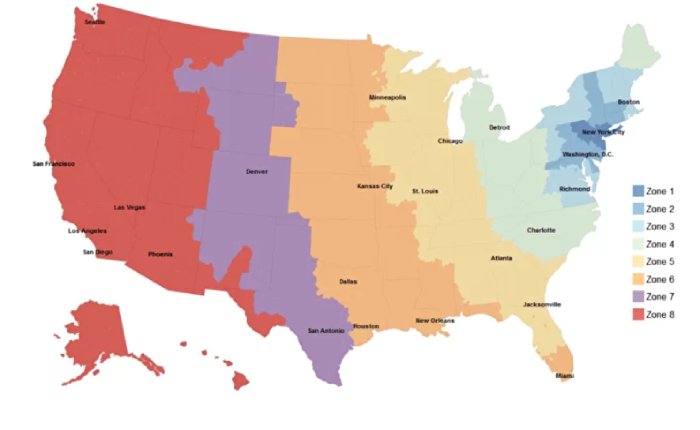 Seattle
Minneapolis
Boston
Detroit
New York City
Chicago
Washington, D.C.
San Francisco
Denver
Kansas City
St. Louis
Richmond
Las Vegas
Los Angeles
Charlotte
San Diego
Phoenix
Atlanta
Dallas
Jacksonville
San Antonio
Houston
New Orleans
Miami
Zone 1
Zone 2
Zone 3
Zone 4
Zone 5
Zone 6
Zone 7
Zone 8